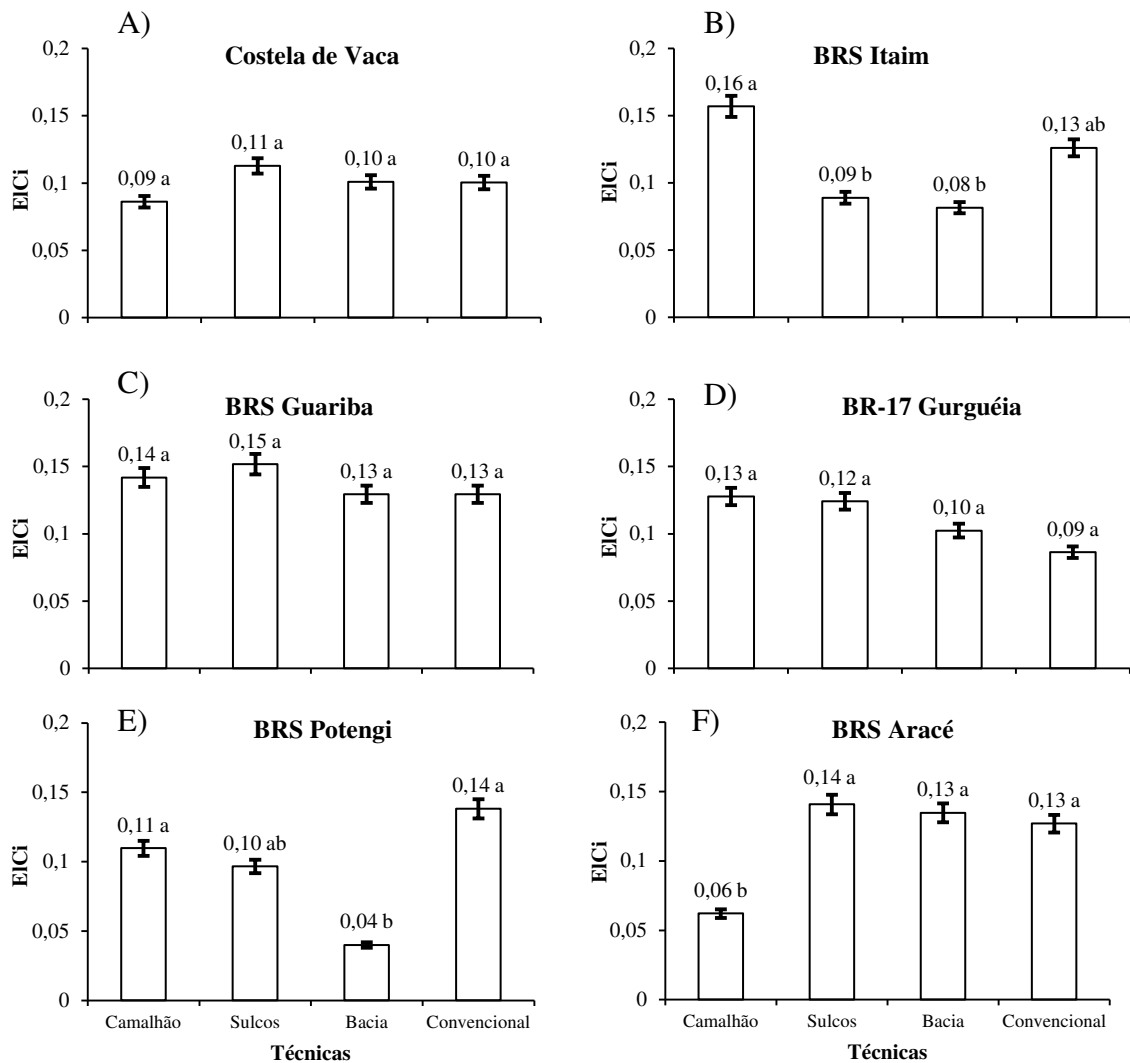 A)
Costela de Vaca
0,2
0,15
0,1
0,05
0
ElCi
0,09 a
0,11 a
0,10 a
0,10 a
B)
BRS Itaim
0,2
0,15
0,1
0,05
0
ElCi
0,16 a
0,09 b
0,08 b
0,13 ab
C)
BRS Guariba
0,2
0,15
0,1
0,05
0
ElCi
0,14 a
0,15 a
0,13 a
0,13 a
D)
BR-17 Gurguéia
0,2
0,15
0,1
0,05
0
ElCi
0,13 a
0,12 a
0,10 a
0,09 a
E)
BRS Potengi
0,2
0,15
0,1
0,05
0
ElCi
0,11 a
0,10 ab
0,04 b
0,14 a
Camalhão Sulcos Bacia Convencional
Técnicas
F)
BRS Aracé
0,2
0,15
0,1
0,05
0
ElCi
0,06 b
0,14 a
0,13 a
0,13 a
Camalhão Sulcos Bacia Convencional
Técnicas